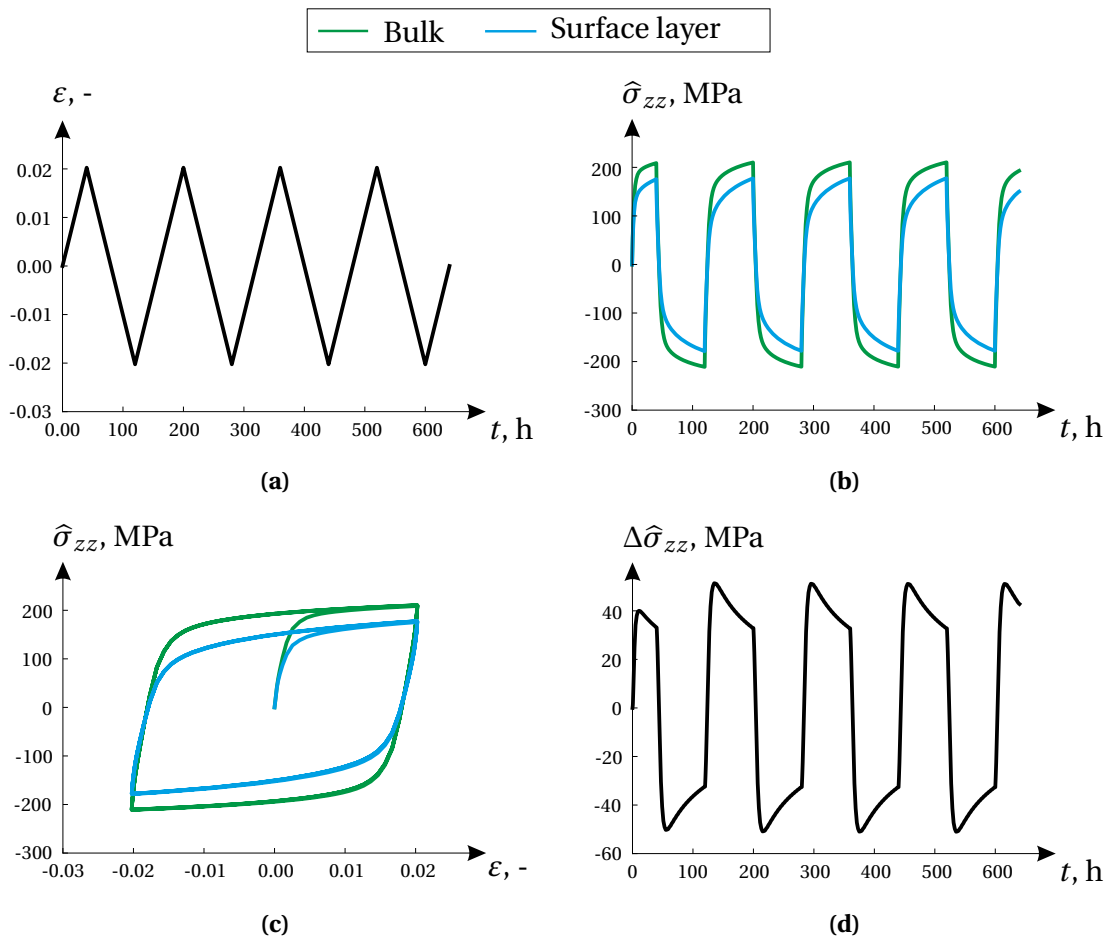 Bulk Surface layer
ε, -
0.02
0.01
0.00
-0.01
-0.02
-0.03
0.00 100 200 300 400 500 600
t, h
(a)
σ̂zz, MPa
200
100
0
-100
-200
-300
0 100 200 300 400 500 600
t, h
(b)
σ̂zz, MPa
200
100
0
-100
-200
-300
-0.03 -0.02 -0.01 0.00 0.01 0.02
ε, -
(c)
Δσ̂zz, MPa
40
20
0
-20
-40
-60
0 100 200 300 400 500 600
t, h
(d)